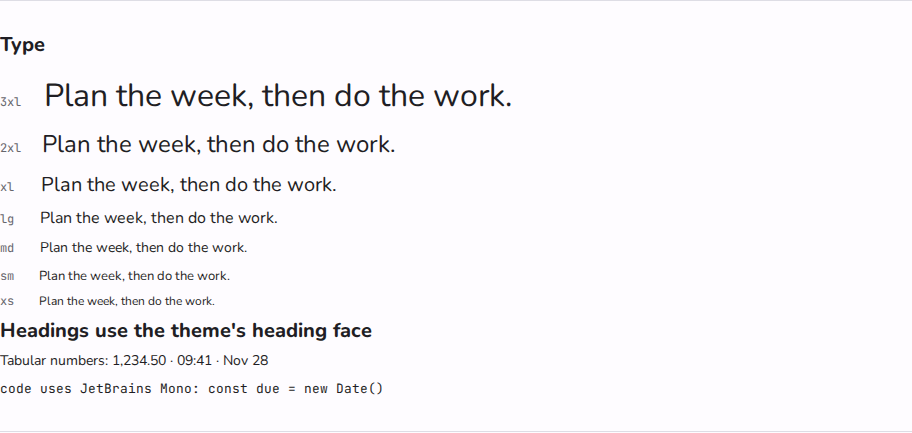 Type
3xl Plan the week, then do the work.
2xl Plan the week, then do the work.
xl Plan the week, then do the work.
lg Plan the week, then do the work.
md Plan the week, then do the work.
sm Plan the week, then do the work.
xs Plan the week, then do the work.
Headings use the theme's heading face
Tabular numbers: 1,234.50 · 09:41 · Nov 28
code uses JetBrains Mono: const due = new Date()